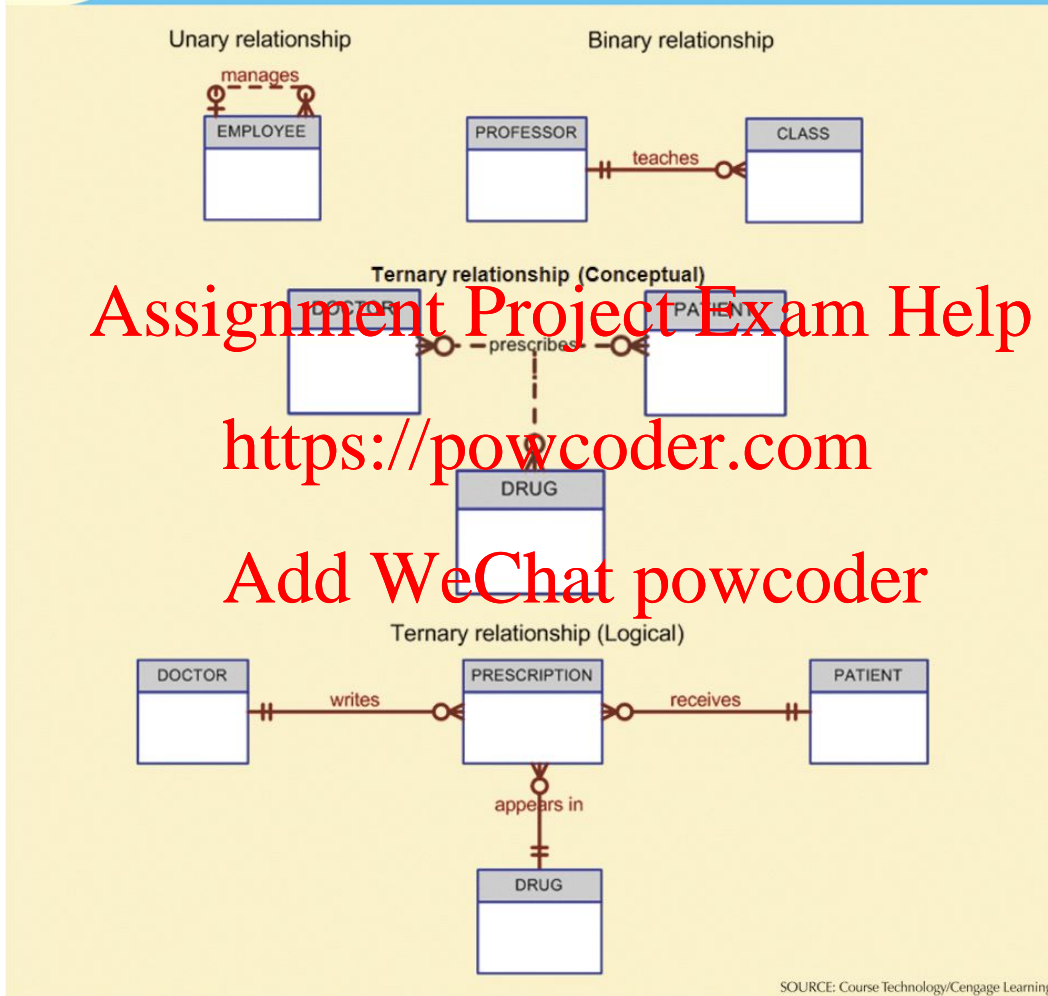 Unary relationship
Binary relationship
manages
EMPLOYEE
PROFESSOR
teaches
CLASS
Ternary relationship (Conceptual)
DOCTOR
PATIENT
Assignment Project Exam Help
prescribes
https://powcoder.com
DRUG
Add WeChat powcoder
Ternary relationship (Logical)
DOCTOR
writes
PRESCRIPTION
receives
PATIENT
appears in
DRUG
SOURCE: Course Technology/Cengage Learning